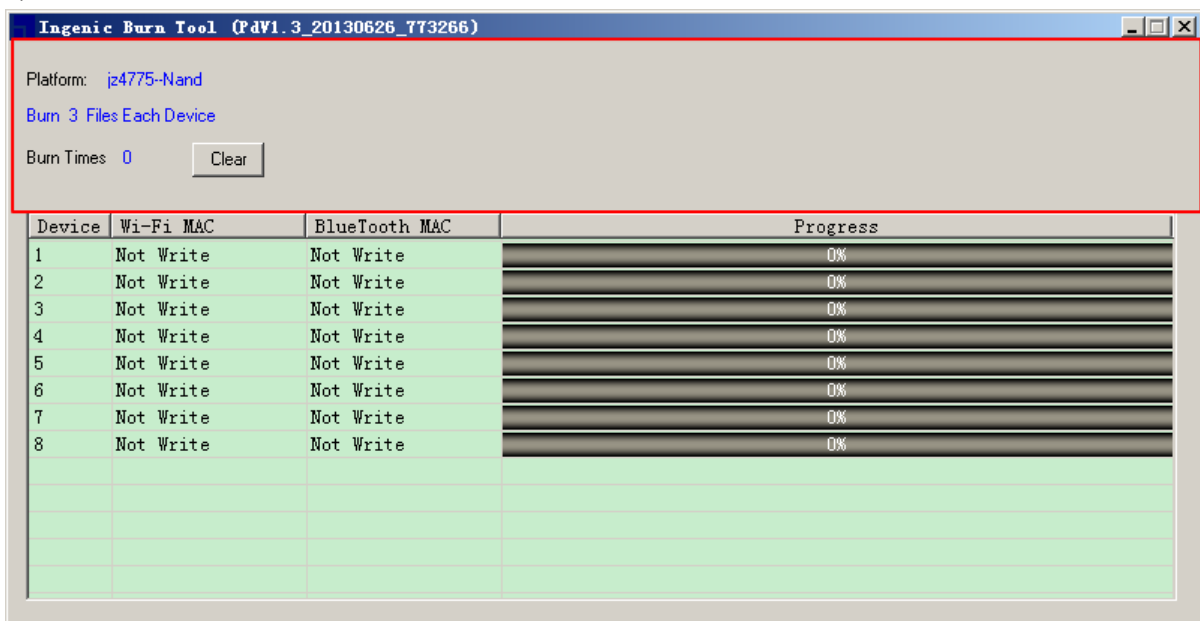 Ingenic Burn Tool (PdV1.3_20130626_773266)
Platform: jz4775--Nand
Burn 3 Files Each Device
Burn Times 0 Clear
Device Wi-Fi MAC BlueTooth MAC Progress
1 Not Write Not Write 0%
2 Not Write Not Write 0%
3 Not Write Not Write 0%
4 Not Write Not Write 0%
5 Not Write Not Write 0%
6 Not Write Not Write 0%
7 Not Write Not Write 0%
8 Not Write Not Write 0%